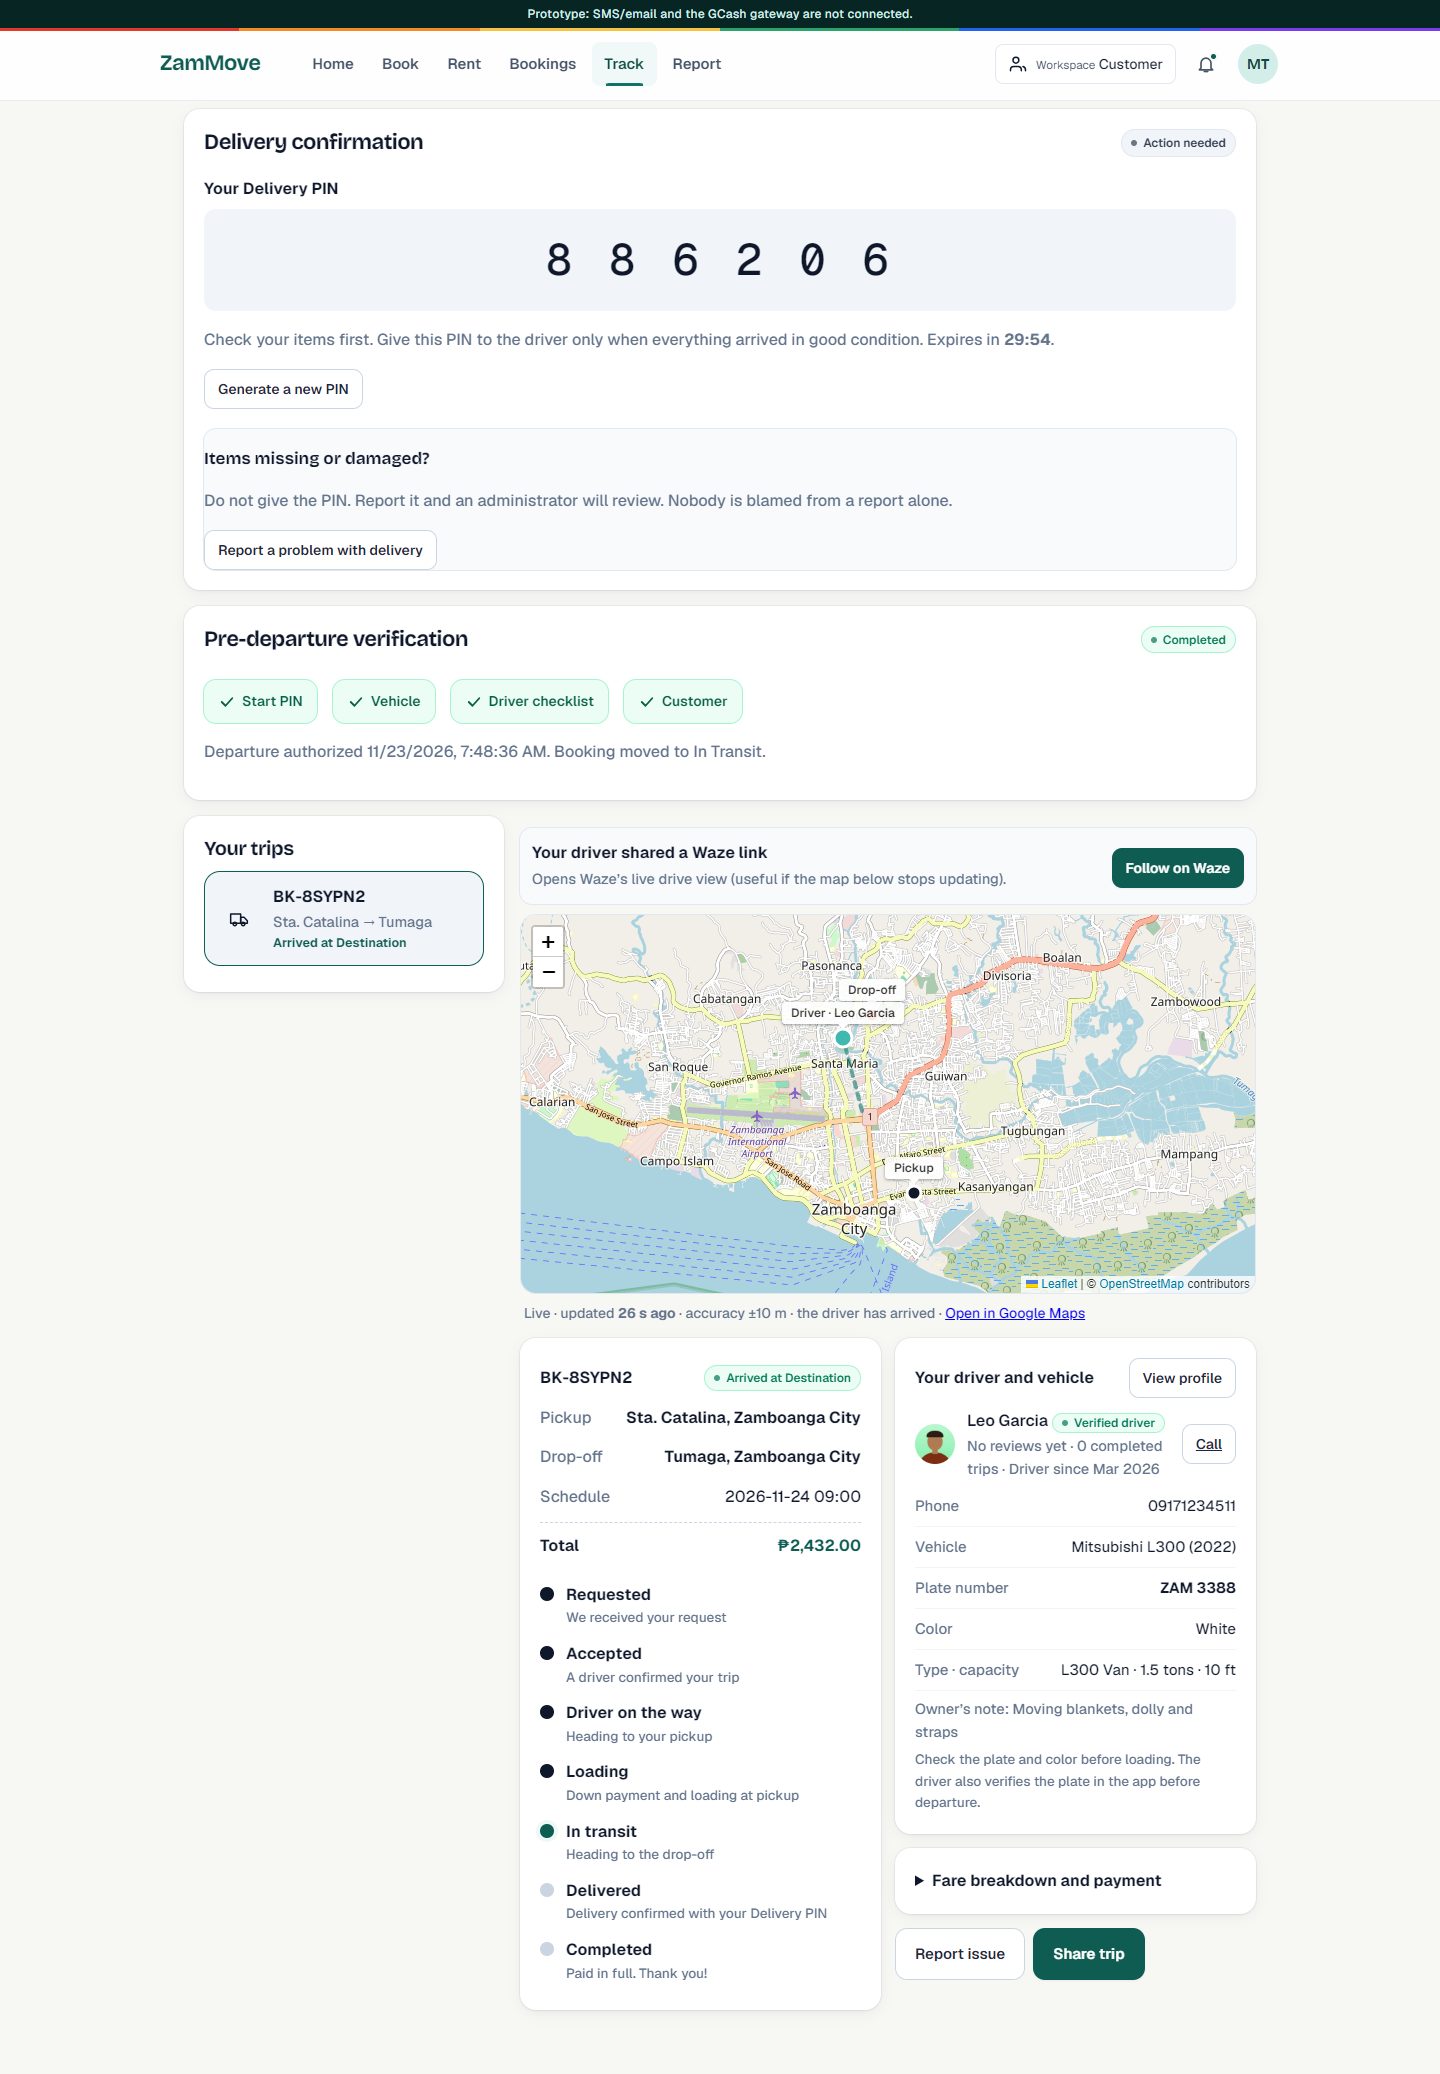 Prototype: SMS/email and the GCash gateway are not connected.
ZamMove
Home
Book
Rent
Bookings
Track
Report
Workspace Customer
MT
Delivery confirmation
Action needed
Your Delivery PIN
8 8 6 2 0 6
Check your items first. Give this PIN to the driver only when everything arrived in good condition. Expires in 29:54.
Generate a new PIN
Items missing or damaged?
Do not give the PIN. Report it and an administrator will review. Nobody is blamed from a report alone.
Report a problem with delivery
Pre-departure verification
Completed
Start PIN
Vehicle
Driver checklist
Customer
Departure authorized 11/23/2026, 7:48:36 AM. Booking moved to In Transit.
Your trips
BK-8SYPN2
Sta. Catalina → Tumaga
Arrived at Destination
Your driver shared a Waze link
Opens Waze's live drive view (useful if the map below stops updating).
Follow on Waze
+
−
Pasonanca
Boalan
Divisoria
Drop-off
Cabatangan
Zambowood
Driver · Leo Garcia
San Roque
Santa Maria
Governor Ramos Avenue
Guiwan
Calarian
San Jose Street
1
Zamboanga
International
Airport
Tugbungan
Campo Islam
San Jose Road
Mampang
Pickup
Kasanyangan
Zamboanga
City
Leaflet | © OpenStreetMap contributors
Live · updated 26 s ago · accuracy ±10 m · the driver has arrived · Open in Google Maps
BK-8SYPN2
Arrived at Destination
Pickup
Sta. Catalina, Zamboanga City
Drop-off
Tumaga, Zamboanga City
Schedule
2026-11-24 09:00
Total
₱2,432.00
Requested
We received your request
Accepted
A driver confirmed your trip
Driver on the way
Heading to your pickup
Loading
Down payment and loading at pickup
In transit
Heading to the drop-off
Delivered
Delivery confirmed with your Delivery PIN
Completed
Paid in full. Thank you!
Your driver and vehicle
View profile
Leo Garcia
Verified driver
No reviews yet · 0 completed
trips · Driver since Mar 2026
Call
Phone
09171234511
Vehicle
Mitsubishi L300 (2022)
Plate number
ZAM 3388
Color
White
Type · capacity
L300 Van · 1.5 tons · 10 ft
Owner's note: Moving blankets, dolly and
straps
Check the plate and color before loading. The
driver also verifies the plate in the app before
departure.
Fare breakdown and payment
Report issue
Share trip